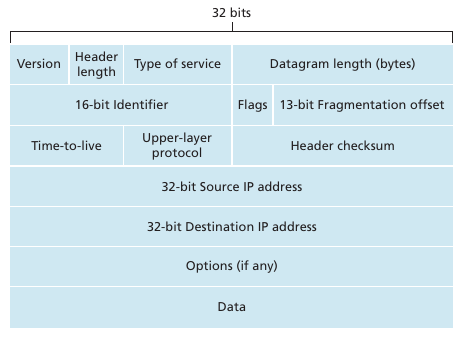 32 bits
Version
Header
length
Type of service
Datagram length (bytes)
16-bit Identifier
Flags
13-bit Fragmentation offset
Time-to-live
Upper-layer
protocol
Header checksum
32-bit Source IP address
32-bit Destination IP address
Options (if any)
Data